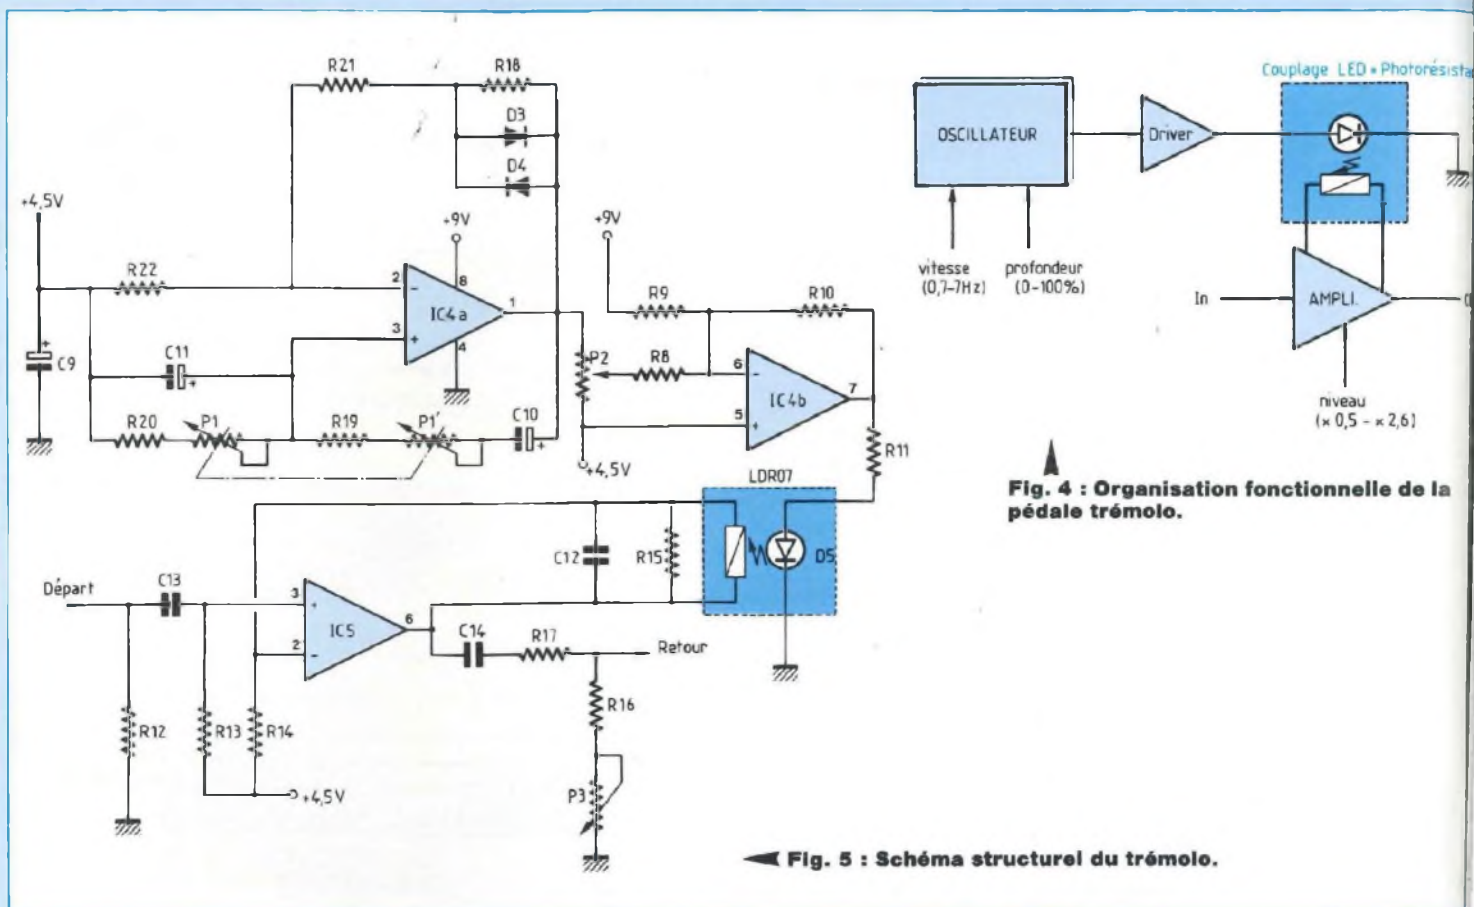 R21
R18
D3
D4
+4,5V
+9V
+9V
R22
2
-
8
IC4a
1
3
+
4
R9
R10
C9
+
C11
+
P2
R8
6
-
IC4b
7
5
+
R20
P1
R19
P1'
C10
+
+4,5V
R11
LDR07
C12
R15
D5
Départ
C13
3
+
IC5
6
2
-
C14
R17
Retour
R12
R13
R14
R16
+4,5V
P3
Fig. 5 : Schéma structurel du trémolo.
Couplage LED • Photorésista
OSCILLATEUR
Driver
vitesse
(0,7-7Hz)
profondeur
(0-100%)
In
AMPLI.
niveau
(× 0,5 - × 2,6)
Fig. 4 : Organisation fonctionnelle de la
pédale trémolo.